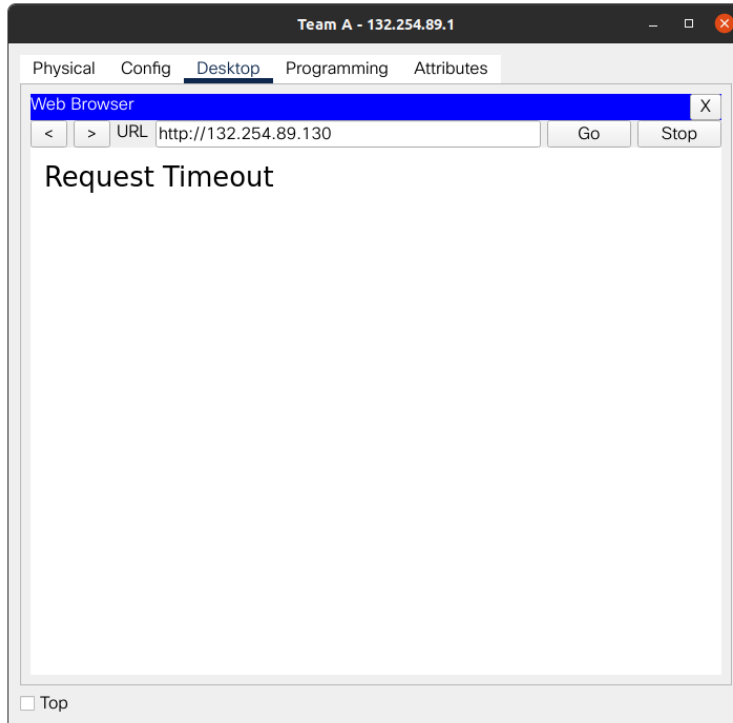 Team A - 132.254.89.1
Physical Config Desktop Programming Attributes
Web Browser X
< > URL http://132.254.89.130 Go Stop
Request Timeout
Top